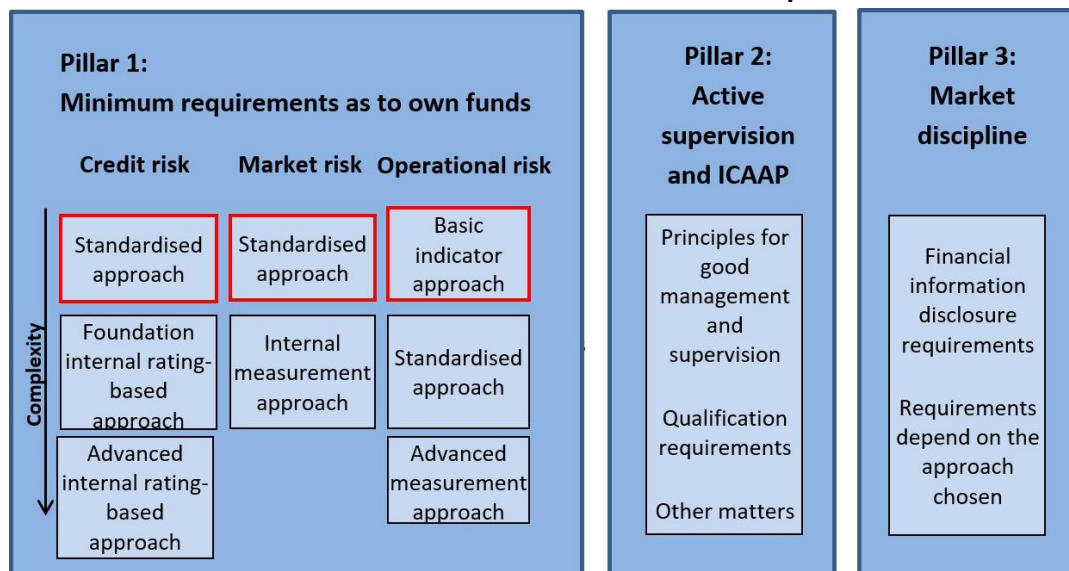 Pillar 1:
Minimum requirements as to own funds
Credit risk
Market risk
Operational risk
Complexity
Standardised
approach
Standardised
approach
Basic
indicator
approach
Foundation
internal rating-
based
approach
Internal
measurement
approach
Standardised
approach
Advanced
internal rating-
based
approach
Advanced
measurement
approach
Pillar 2:
Active
supervision
and ICAAP
Principles for
good
management
and
supervision
Qualification
requirements
Other matters
Pillar 3:
Market
discipline
Financial
information
disclosure
requirements
Requirements
depend on the
approach
chosen